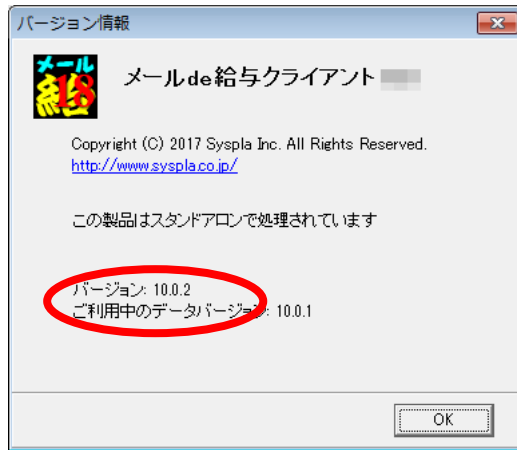 バージョン情報
メール
給
18
メールde給与クライアント
Copyright (C) 2017 Syspla Inc. All Rights Reserved.
http://www.syspla.co.jp/
この製品はスタンドアロンで処理されています
バージョン: 10.0.2
ご利用中のデータバージョン: 10.0.1
OK